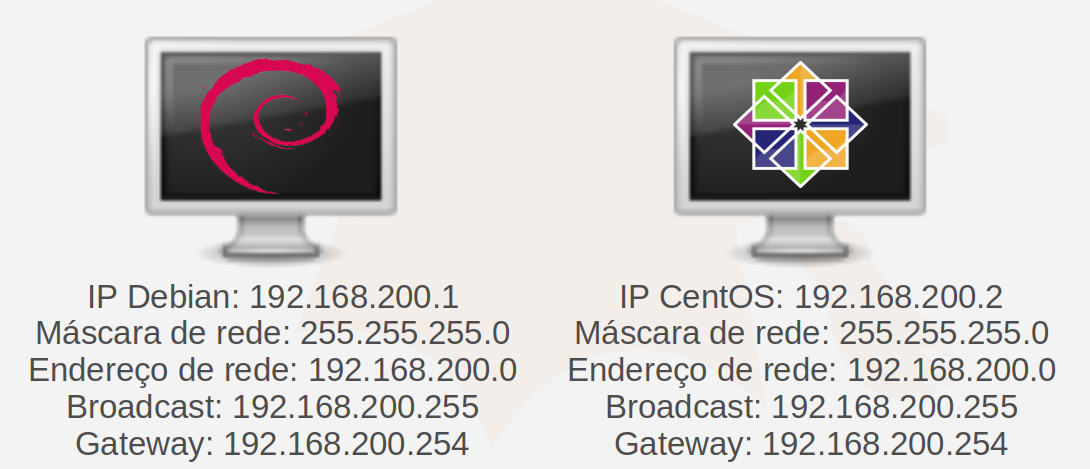 IP Debian: 192.168.200.1
Máscara de rede: 255.255.255.0
Endereço de rede: 192.168.200.0
Broadcast: 192.168.200.255
Gateway: 192.168.200.254
IP CentOS: 192.168.200.2
Máscara de rede: 255.255.255.0
Endereço de rede: 192.168.200.0
Broadcast: 192.168.200.255
Gateway: 192.168.200.254